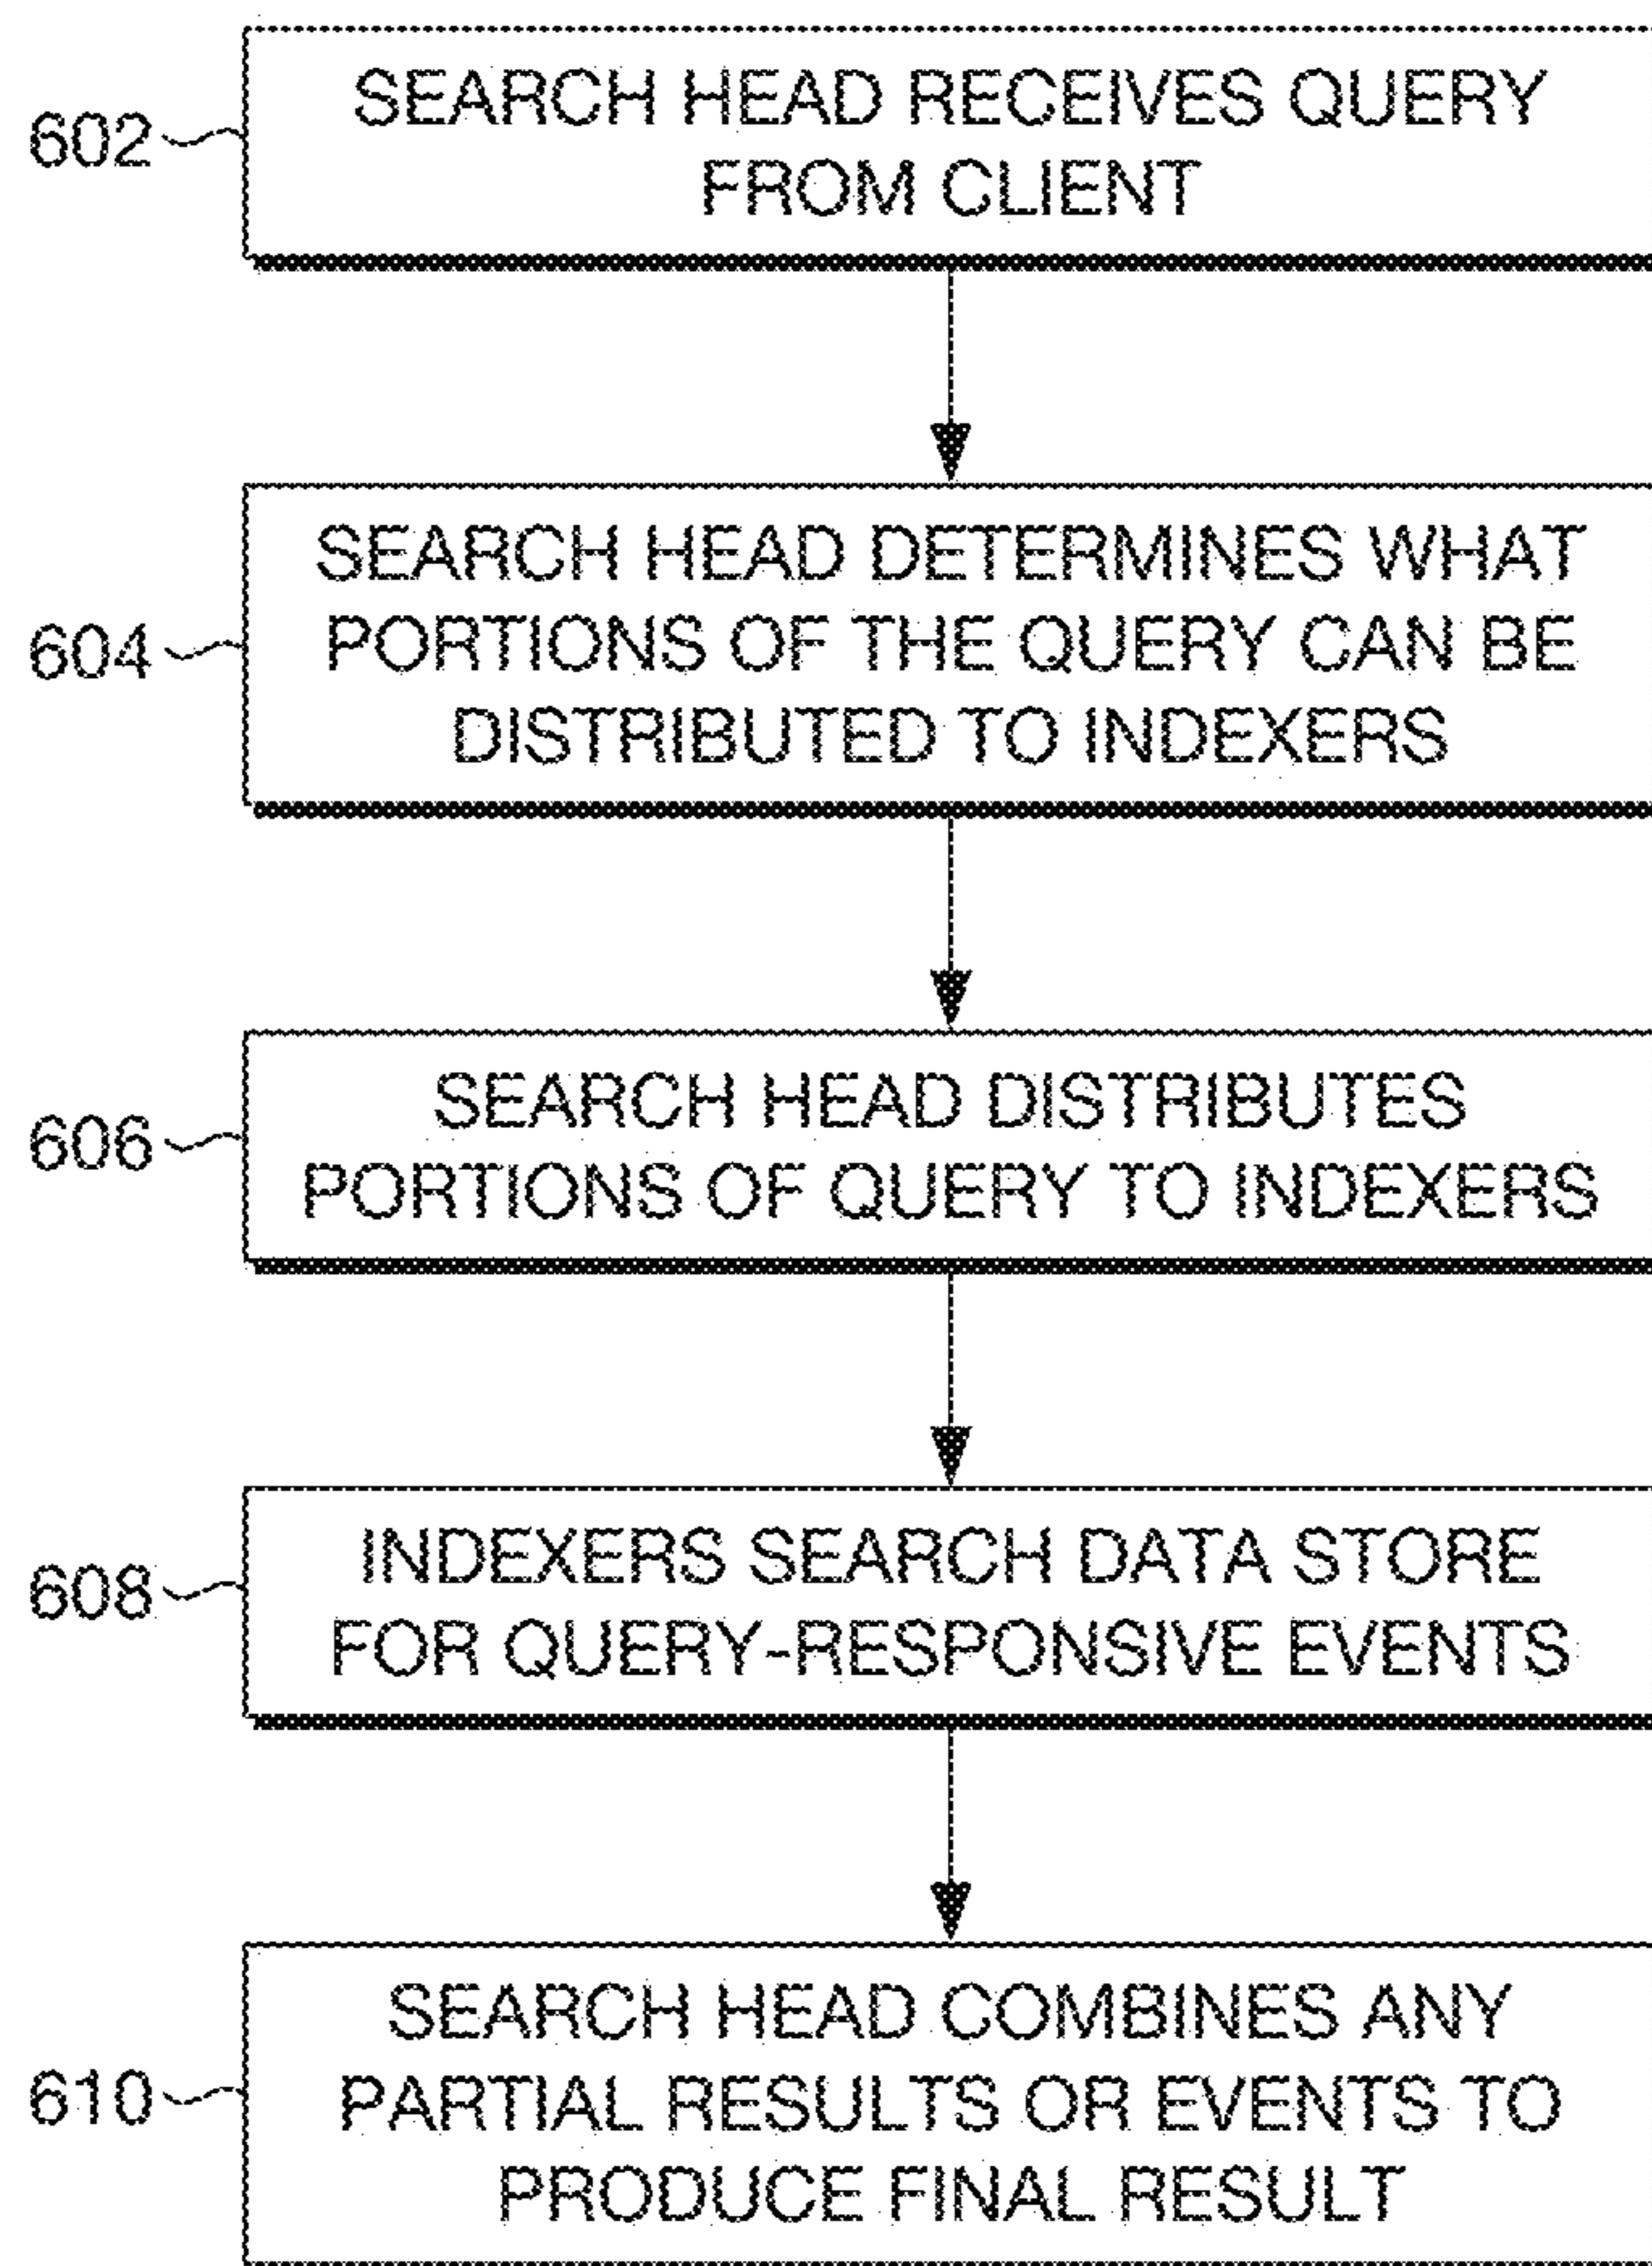 602
SEARCH HEAD RECEIVES QUERY
FROM CLIENT
604
SEARCH HEAD DETERMINES WHAT
PORTIONS OF THE QUERY CAN BE
DISTRIBUTED TO INDEXERS
606
SEARCH HEAD DISTRIBUTES
PORTIONS OF QUERY TO INDEXERS
608
INDEXERS SEARCH DATA STORE
FOR QUERY-RESPONSIVE EVENTS
610
SEARCH HEAD COMBINES ANY
PARTIAL RESULTS OR EVENTS TO
PRODUCE FINAL RESULT